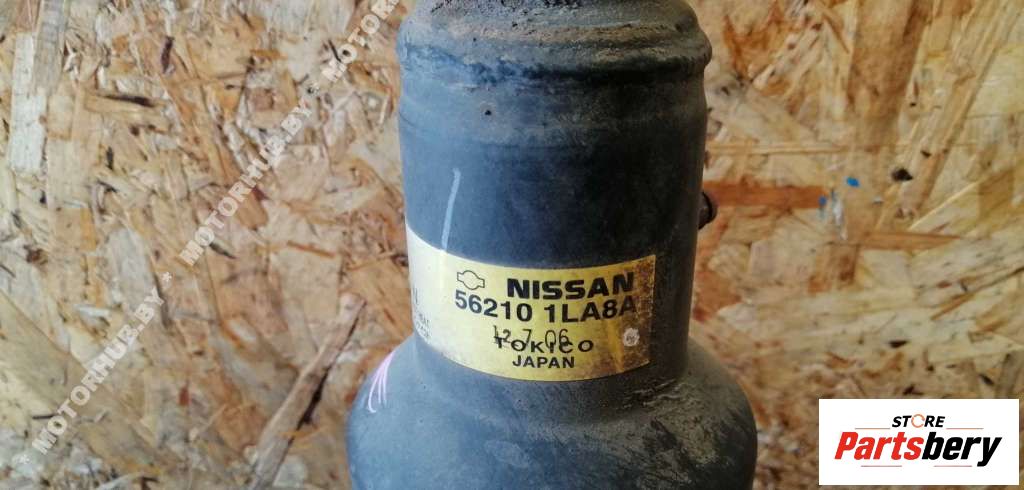 * MOTORHUB.BY * MOTORHUB.BY * MOTORHUB.BY *
NISSAN
56210 1LA8A
12.7.06
TOKICO
JAPAN
STORE
Partsbery